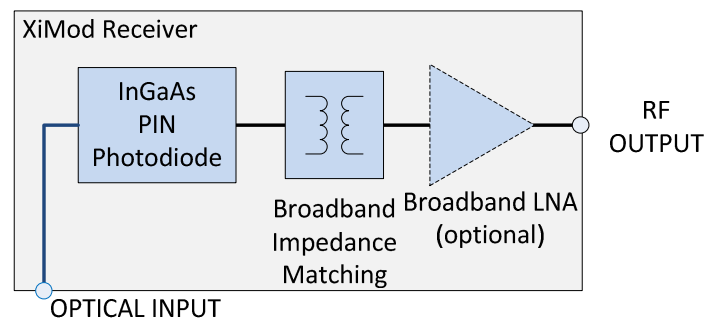 XiMod Receiver
InGaAs
PIN
Photodiode
Broadband
Impedance
Matching
Broadband LNA
(optional)
RF
OUTPUT
OPTICAL INPUT